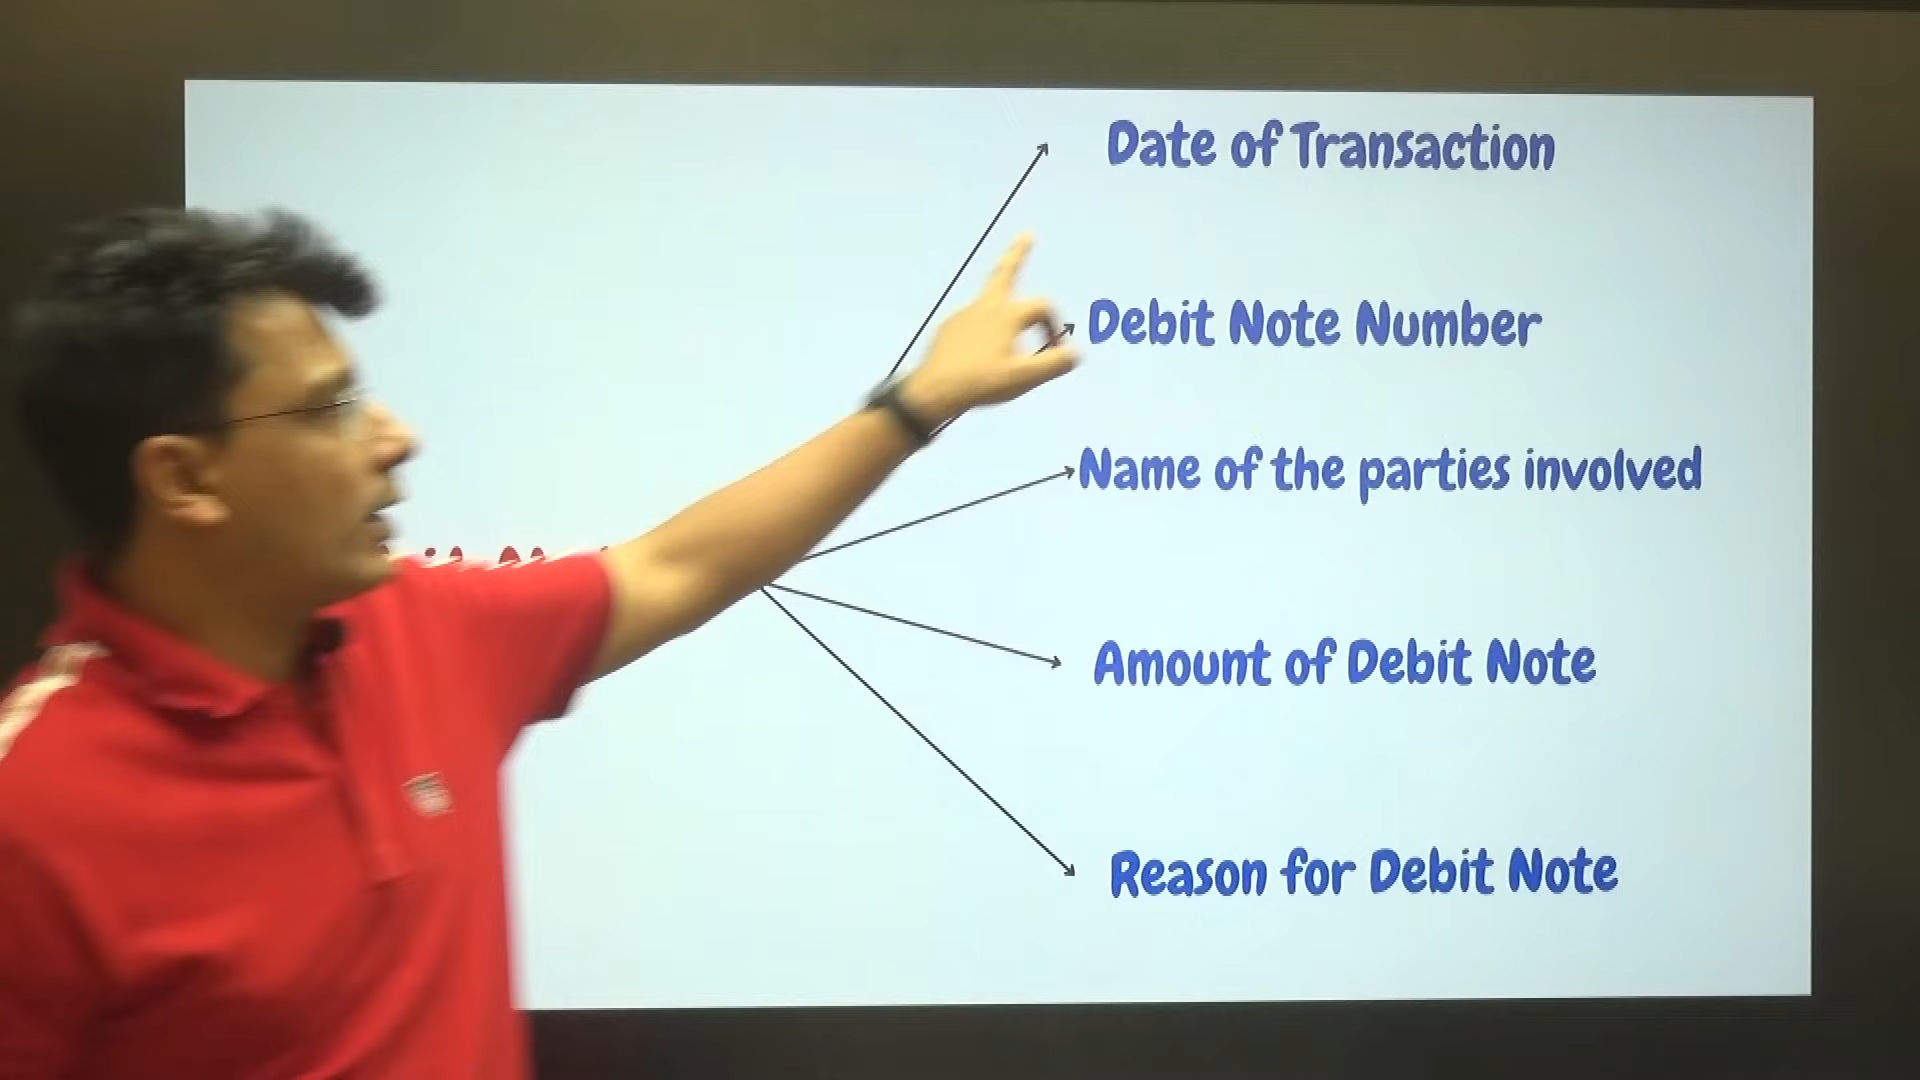 Date of Transaction
Debit Note Number
Name of the parties involved
Amount of Debit Note
Reason for Debit Note